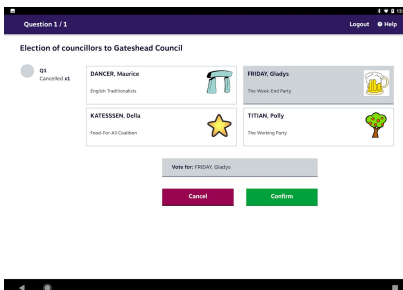 Question 1 / 1
Logout
Help
Election of councillors to Gateshead Council
Q1
Cancelled x1
DANCER, Maurice
English Traditionalists
FRIDAY, Gladys
The Week-End Party
KATESSSEN, Della
Food-For-All Coalition
TITIAN, Polly
The Working Party
Vote for: FRIDAY, Gladys
Cancel
Confirm